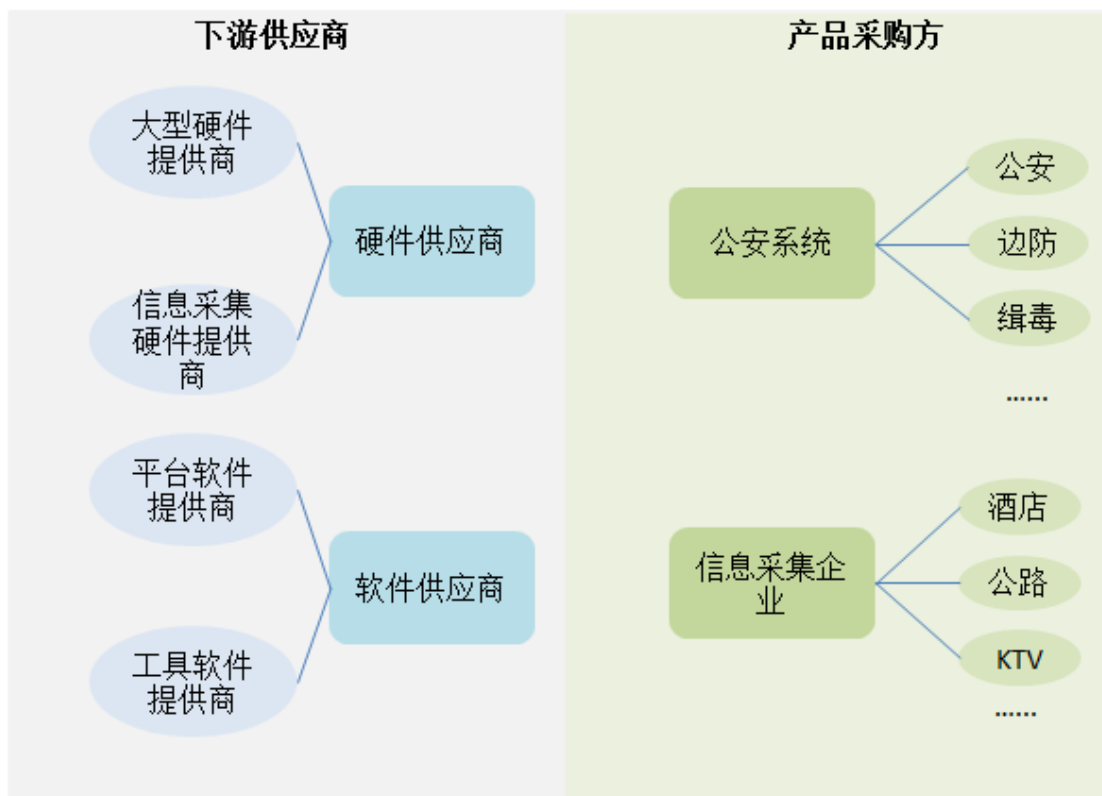 下游供应商
大型硬件
提供商
硬件供应商
信息采集
硬件提供
商
平台软件
提供商
软件供应商
工具软件
提供商
产品采购方
公安系统
公安
边防
缉毒
......
信息采集企
业
酒店
公路
KTV
......